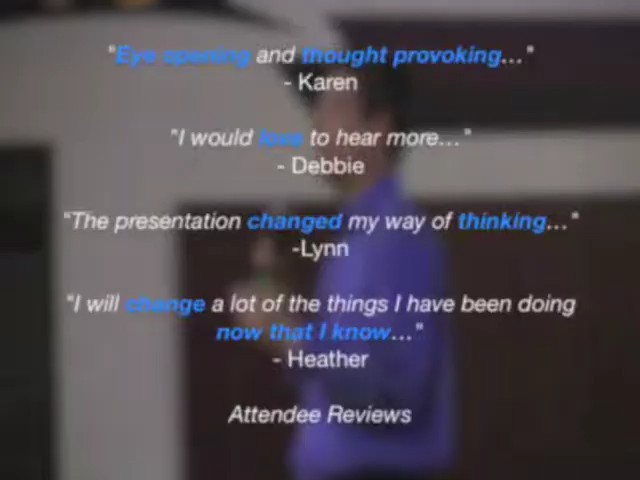 "Eye opening and thought provoking..."
- Karen
"I would love to hear more..."
- Debbie
"The presentation changed my way of thinking..."
-Lynn
"I will change a lot of the things I have been doing
now that I know..."
- Heather
Attendee Reviews